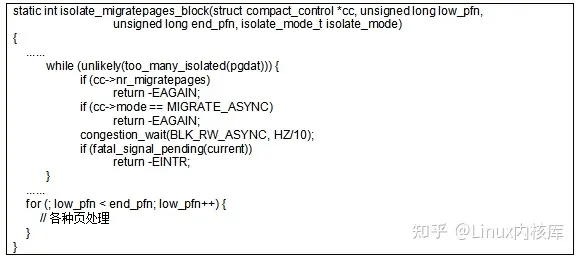 static int isolate_migratepages_block(struct compact_control *cc, unsigned long low_pfn,
unsigned long end_pfn, isolate_mode_t isolate_mode)
{
......
while (unlikely(too_many_isolated(pgdat))) {
if (cc->nr_migratepages)
return -EAGAIN;
if (cc->mode == MIGRATE_ASYNC)
return -EAGAIN;
congestion_wait(BLK_RW_ASYNC, HZ/10);
if (fatal_signal_pending(current))
return -EINTR;
}
......
for (; low_pfn < end_pfn; low_pfn++) {
// 各种页处理
}
}
知乎 @Linux内核库